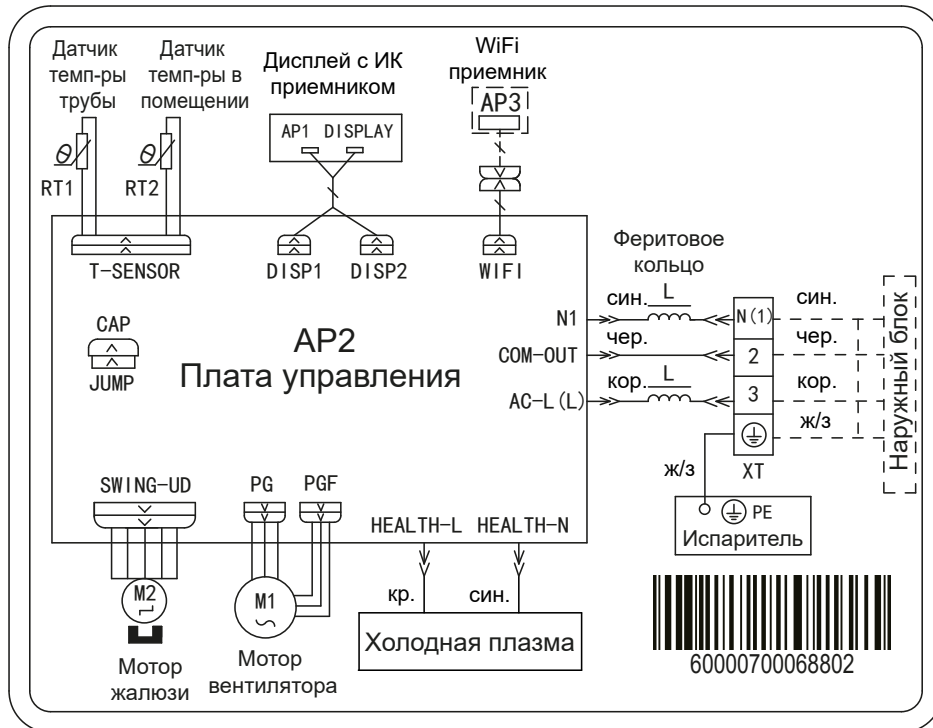 Датчик
темп-ры
трубы
Датчик
темп-ры в
помещении
Дисплей с ИК
приемником
WiFi
приемник
AP3
AP1 DISPLAY
RT1
RT2
T-SENSOR
DISP1
DISP2
WIFI
Феритовое
кольцо
CAP
JUMP
AP2
Плата управления
N1
син.
L
N(1)
син.
COM-OUT
чер.
2
чер.
AC-L(L)
кор.
L
3
кор.
ж/з
XT
Наружный блок
ж/з
PE
Испаритель
SWING-UD
PG
PGF
HEALTH-L
HEALTH-N
M2
M1
кр.
син.
Холодная плазма
Мотор
жалюзи
Мотор
вентилятора
60000700068802